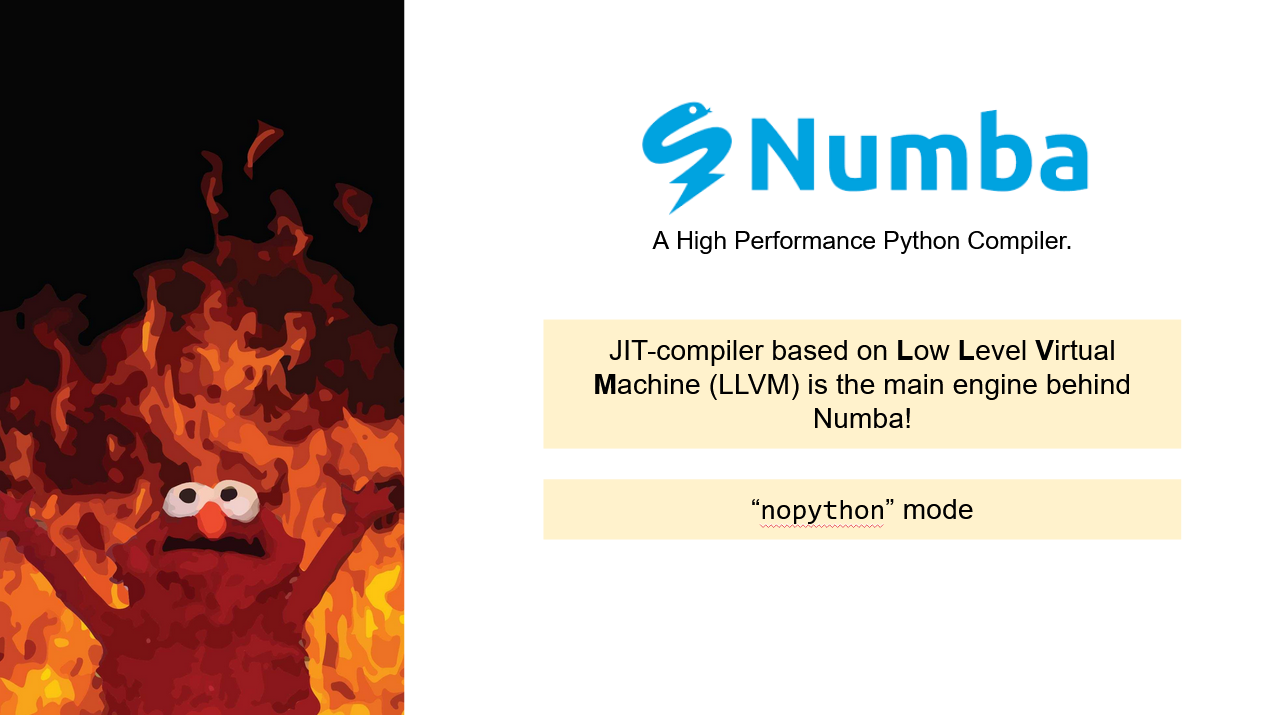 Numba
A High Performance Python Compiler.
JIT-compiler based on Low Level Virtual
Machine (LLVM) is the main engine behind
Numba!
“nopython” mode